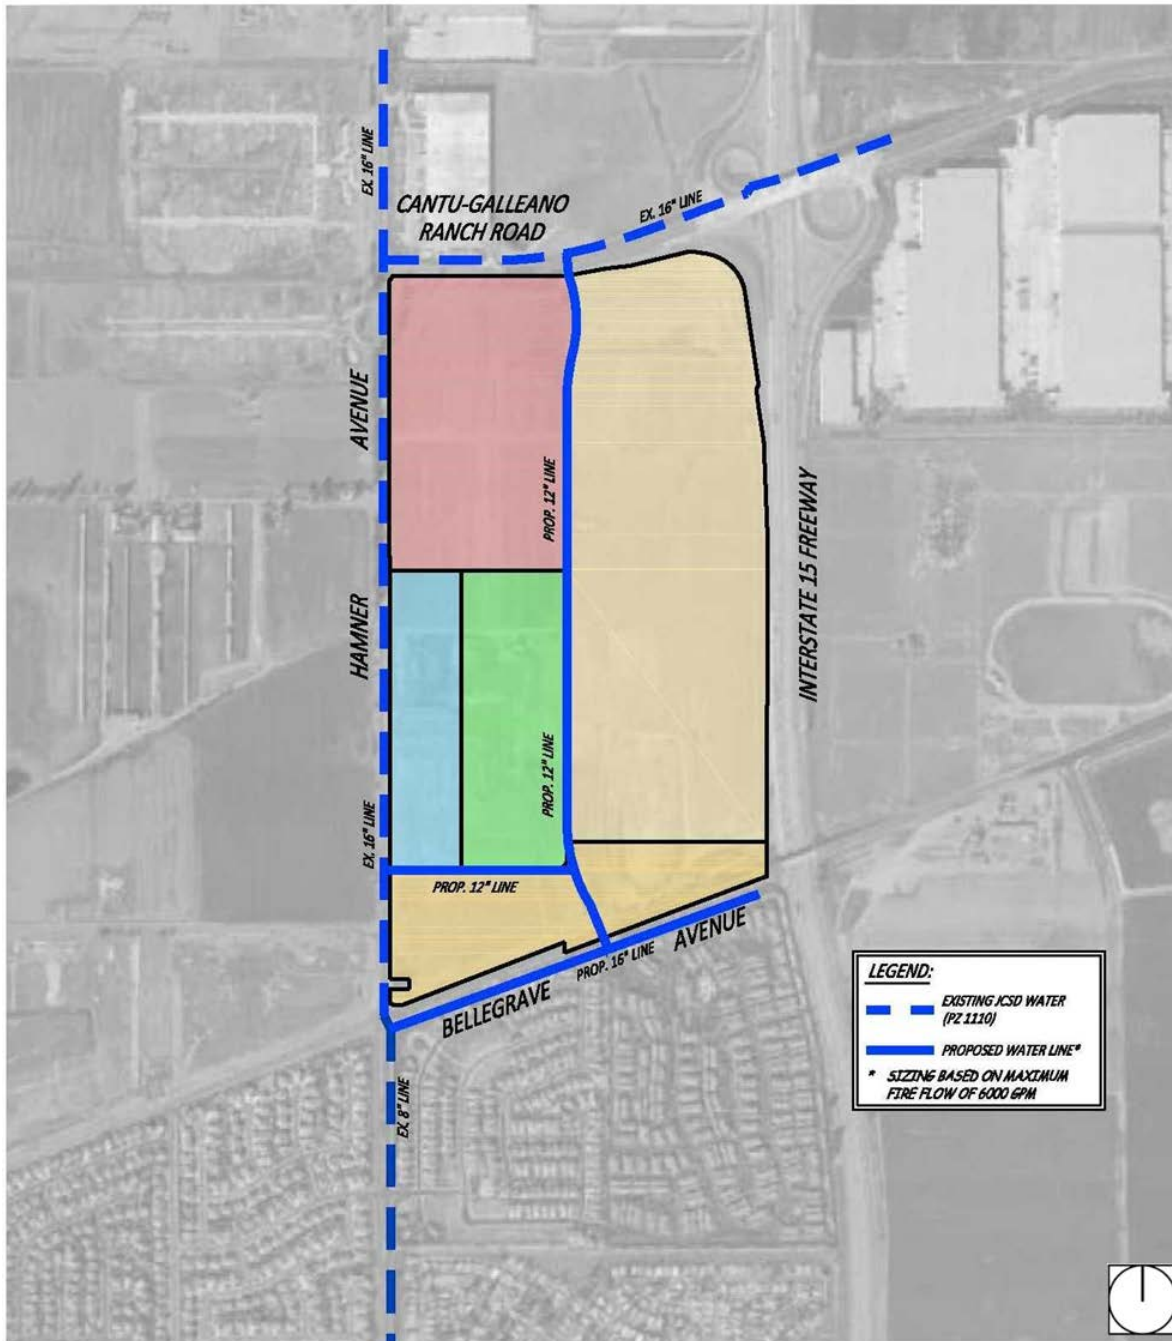 EX. 16" LINE
CANTU-GALLEANO
RANCH ROAD
EX. 16" LINE
AVENUE
PROP. 12" LINE
INTERSTATE 15 FREEWAY
HAMNER
PROP. 12" LINE
EX. 16" LINE
PROP. 12" LINE
AVENUE
PROP. 16" LINE
BELLEGRAVE
EX. 8" LINE
LEGEND:
EXISTING JCSD WATER
(PZ 1110)
PROPOSED WATER LINE*
* SIZING BASED ON MAXIMUM
FIRE FLOW OF 6000 GPM